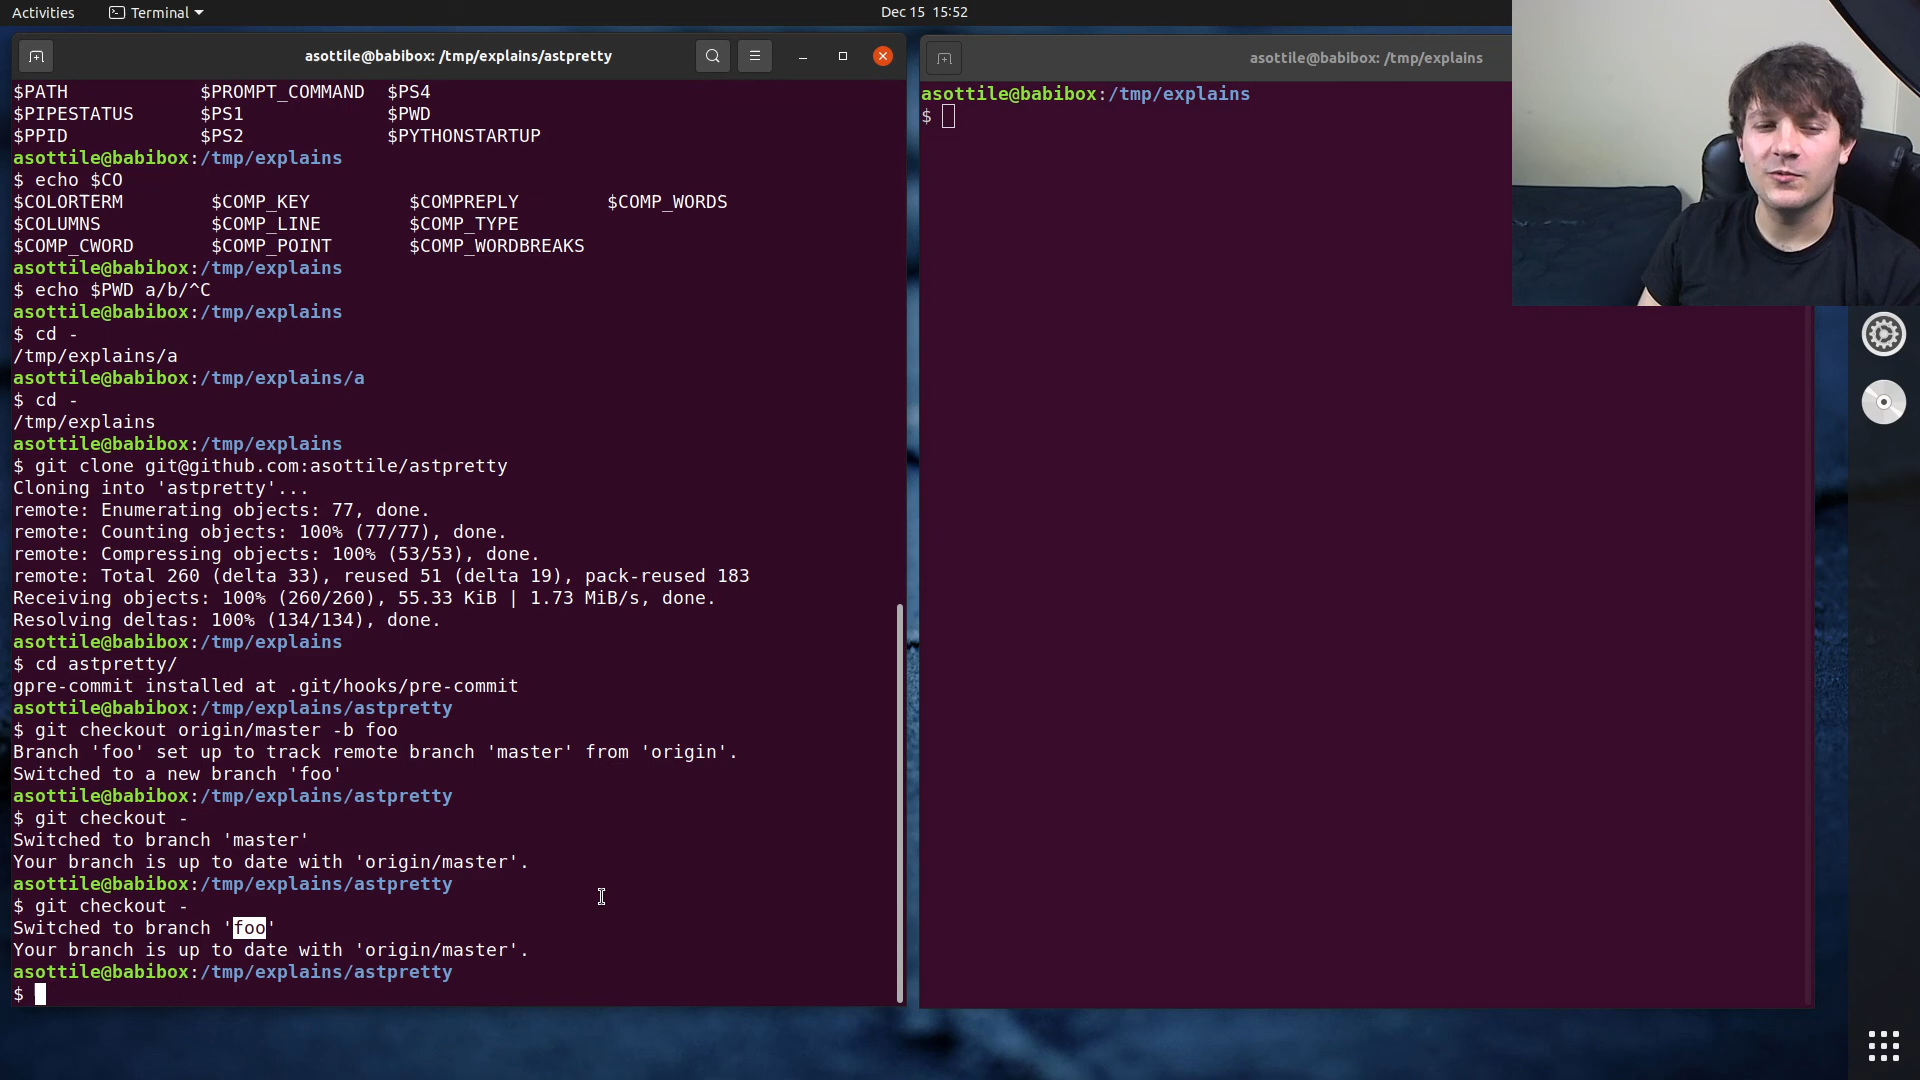 Activities
Terminal
Dec 15 15:52
asottile@babibox: /tmp/explains/astpretty
$PATH $PROMPT_COMMAND $PS4
$PIPESTATUS $PS1 $PWD
$PPID $PS2 $PYTHONSTARTUP
asottile@babibox:/tmp/explains
$ echo $CO
$COLORTERM $COMP_KEY $COMPREPLY $COMP_WORDS
$COLUMNS $COMP_LINE $COMP_TYPE
$COMP_CWORD $COMP_POINT $COMP_WORDBREAKS
asottile@babibox:/tmp/explains
$ echo $PWD a/b/^C
asottile@babibox:/tmp/explains
$ cd -
/tmp/explains/a
asottile@babibox:/tmp/explains/a
$ cd -
/tmp/explains
asottile@babibox:/tmp/explains
$ git clone git@github.com:asottile/astpretty
Cloning into 'astpretty'...
remote: Enumerating objects: 77, done.
remote: Counting objects: 100% (77/77), done.
remote: Compressing objects: 100% (53/53), done.
remote: Total 260 (delta 33), reused 51 (delta 19), pack-reused 183
Receiving objects: 100% (260/260), 55.33 KiB | 1.73 MiB/s, done.
Resolving deltas: 100% (134/134), done.
asottile@babibox:/tmp/explains
$ cd astpretty/
gpre-commit installed at .git/hooks/pre-commit
asottile@babibox:/tmp/explains/astpretty
$ git checkout origin/master -b foo
Branch 'foo' set up to track remote branch 'master' from 'origin'.
Switched to a new branch 'foo'
asottile@babibox:/tmp/explains/astpretty
$ git checkout -
Switched to branch 'master'
Your branch is up to date with 'origin/master'.
asottile@babibox:/tmp/explains/astpretty
$ git checkout -
Switched to branch 'foo'
Your branch is up to date with 'origin/master'.
asottile@babibox:/tmp/explains/astpretty
$
asottile@babibox: /tmp/explains
asottile@babibox:/tmp/explains
$